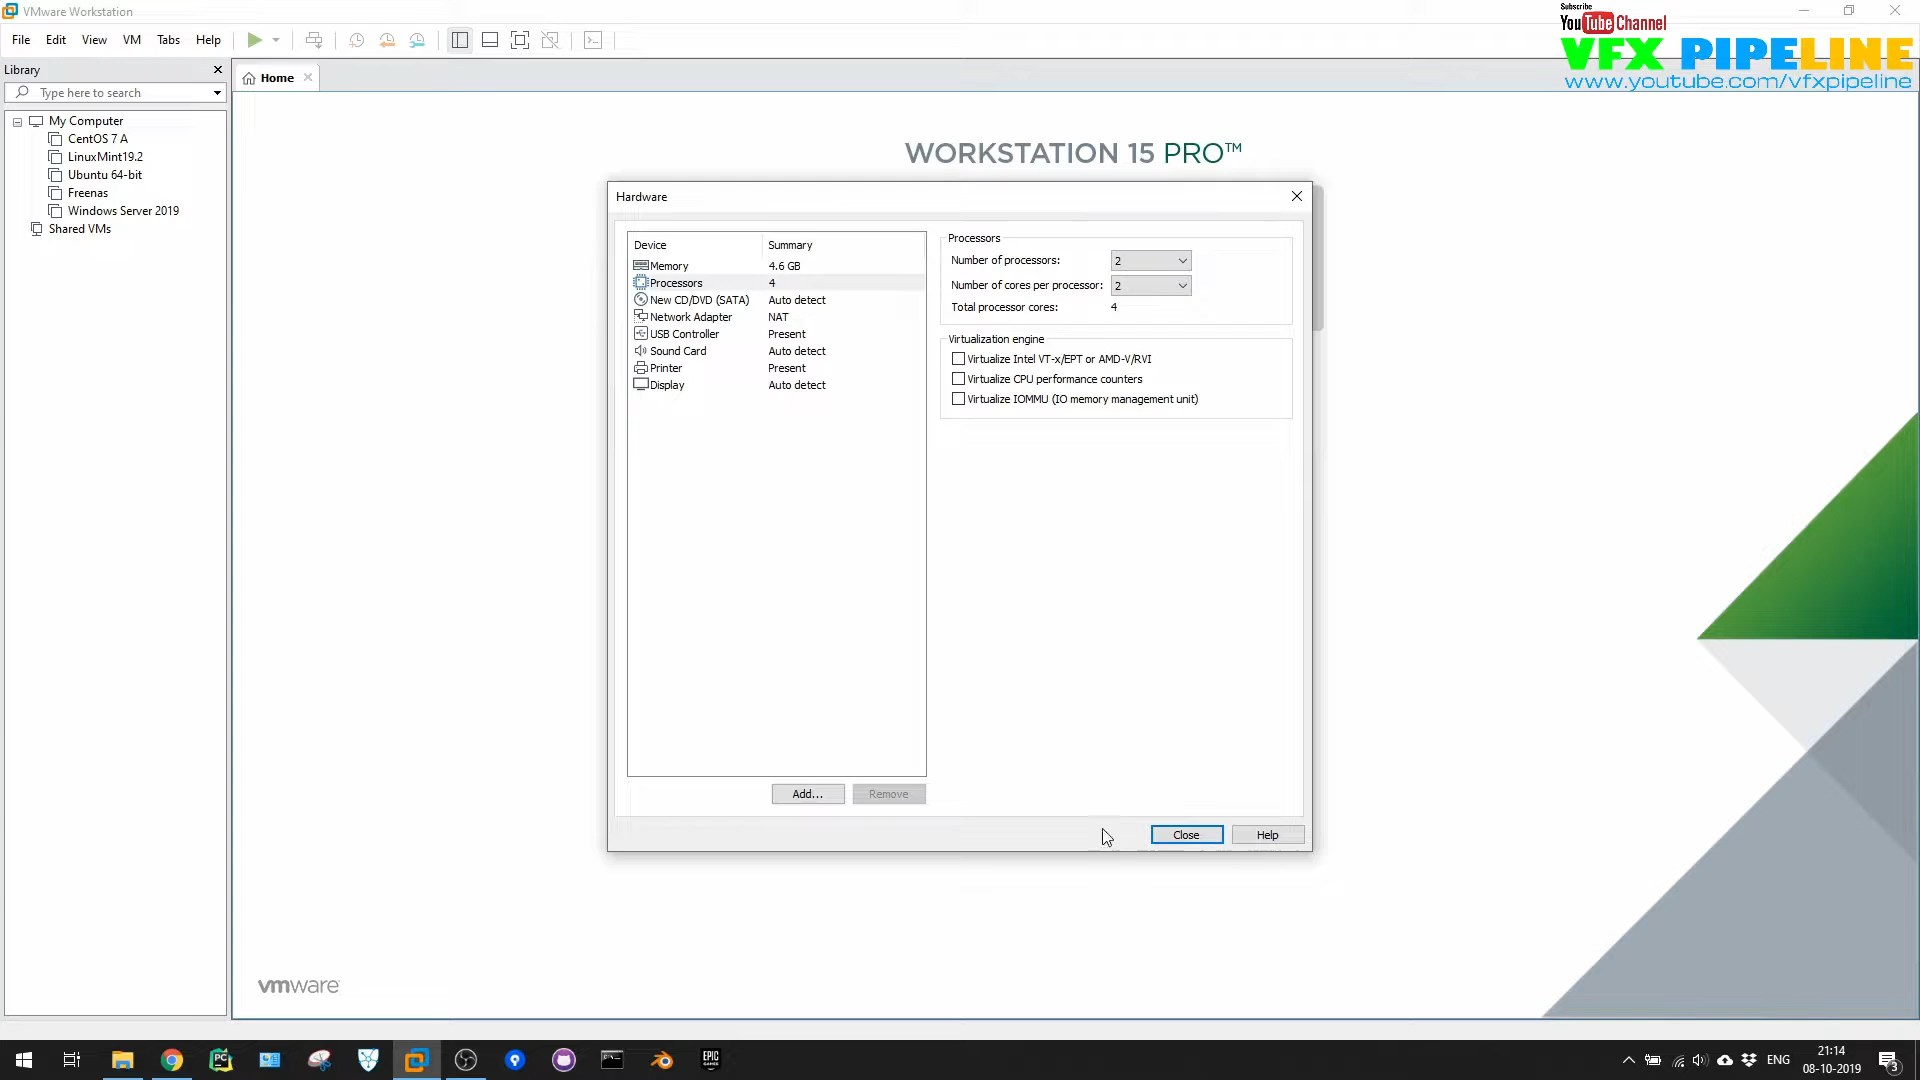 VMware Workstation
File Edit View VM Tabs Help
Subscribe
YouTube Channel
VFX PIPELINE
www.youtube.com/vfxpipeline
Library
Type here to search
Home
My Computer
CentOS 7 A
LinuxMint19.2
Ubuntu 64-bit
Freenas
Windows Server 2019
Shared VMs
WORKSTATION 15 PRO™
Hardware
Device Summary
Memory 4.6 GB
Processors 4
New CD/DVD (SATA) Auto detect
Network Adapter NAT
USB Controller Present
Sound Card Auto detect
Printer Present
Display Auto detect
Processors
Number of processors: 2
Number of cores per processor: 2
Total processor cores: 4
Virtualization engine
Virtualize Intel VT-x/EPT or AMD-V/RVI
Virtualize CPU performance counters
Virtualize IOMMU (IO memory management unit)
Add... Remove
Close Help
vmware
PC
EPIC
GAMES
ENG
21:14
08-10-2019
3